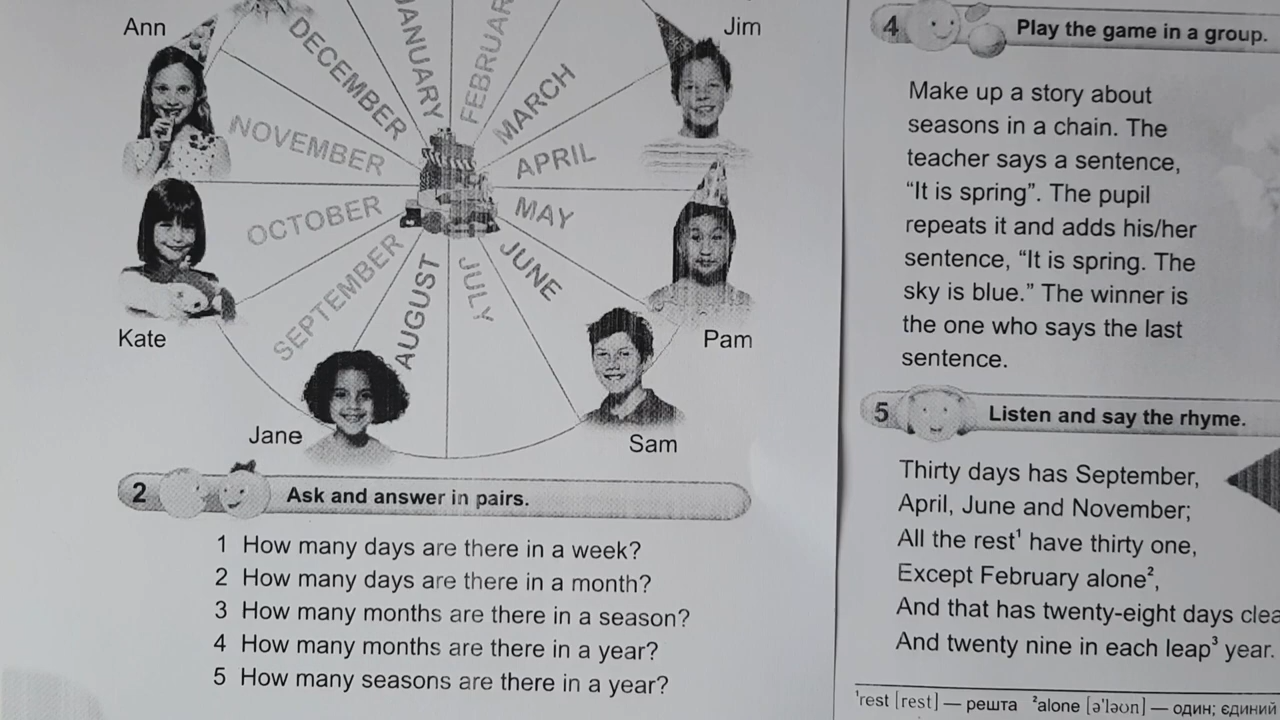 Ann
Jim
DECEMBER
JANUARY
MARCH
NOVEMBER
APRIL
OCTOBER
MAY
SEPTEMBER
AUGUST
JULY
JUNE
Kate
Pam
Jane
Sam
2 Ask and answer in pairs.
1 How many days are there in a week?
2 How many days are there in a month?
3 How many months are there in a season?
4 How many months are there in a year?
5 How many seasons are there in a year?
4 Play the game in a group.
Make up a story about
seasons in a chain. The
teacher says a sentence,
“It is spring”. The pupil
repeats it and adds his/her
sentence, “It is spring. The
sky is blue.” The winner is
the one who says the last
sentence.
5 Listen and say the rhyme.
Thirty days has September,
April, June and November;
All the rest¹ have thirty one,
Except February alone²,
And that has twenty-eight days
And twenty nine in each leap³ year.
¹rest [rest] — решта ²alone [ə'ləʊn] — один; єдиний